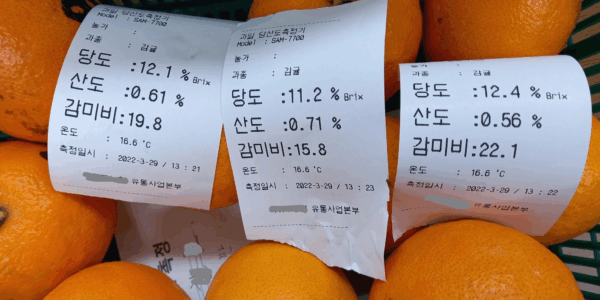 과일 당산도측정기
Model : SAM-7700
농가 :
과종 : 감귤
당도 :12.1 % Brix
산도 :0.61 %
감미비:19.8
온도 : 16.6 ℃
측정일시 : 2022-3-29 / 13 : 21
유통사업본부
과일 당산도측정기
Model : SAM-7700
농가 :
과종 : 감귤
당도 :11.2 % Brix
산도 :0.71 %
감미비:15.8
온도 : 16.6 ℃
측정일시 : 2022-3-29 / 13 : 23
유통사업본부
과종 : 감귤
당도 :12.4 % Brix
산도 :0.56 %
감미비:22.1
온도 : 16.6 ℃
측정일시 : 2022-3-29 / 13 : 22
유통사업본부
측정